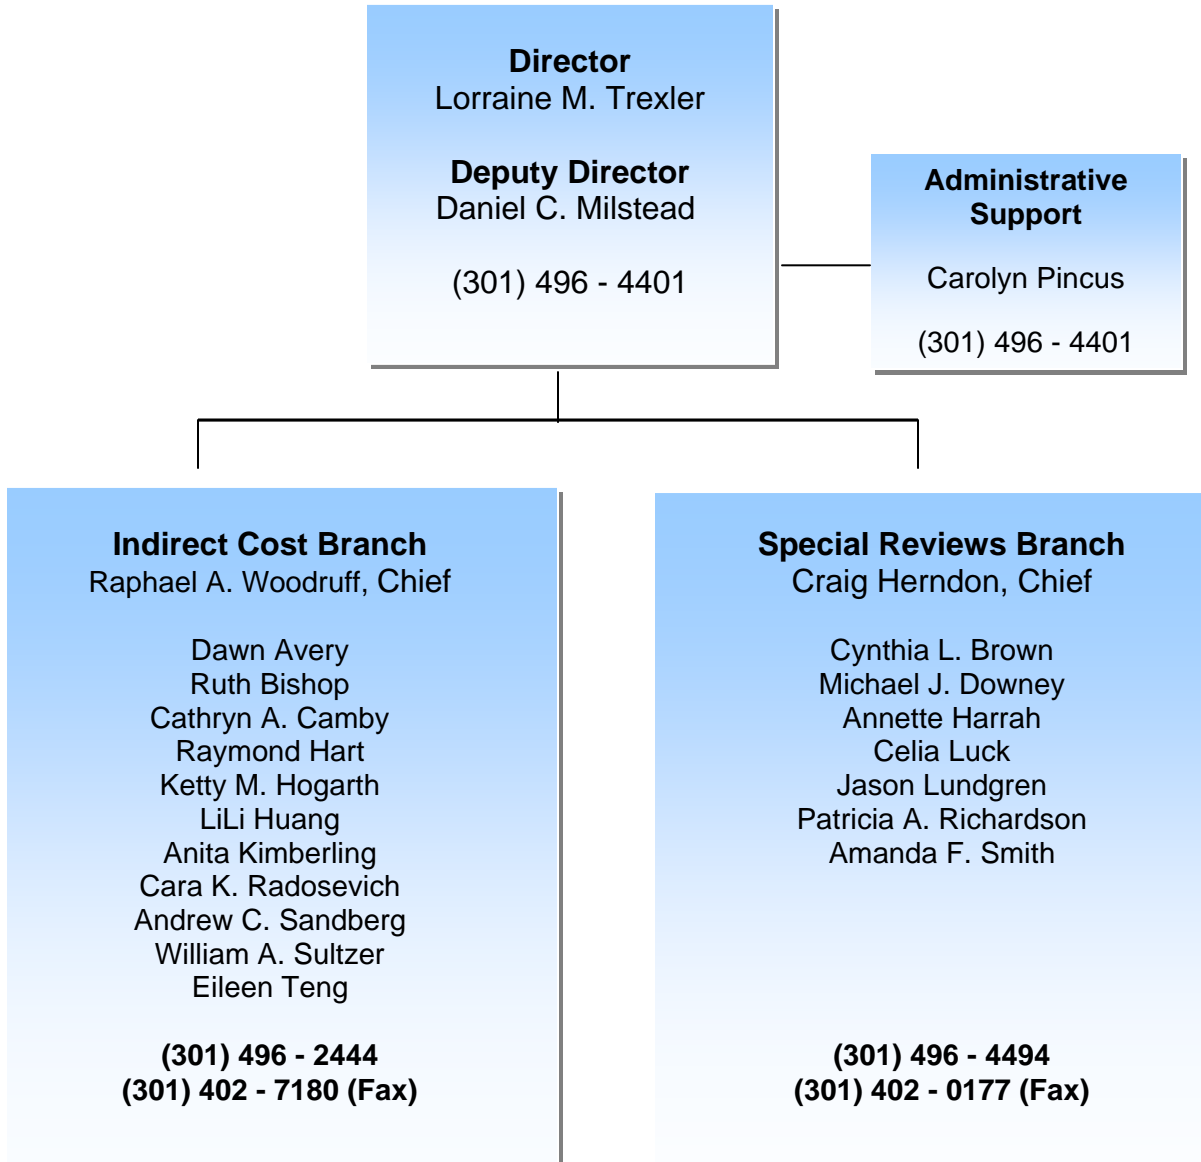 Director
Lorraine M. Trexler
Deputy Director
Daniel C. Milstead
(301) 496 - 4401
Administrative
Support
Carolyn Pincus
(301) 496 - 4401
Indirect Cost Branch
Raphael A. Woodruff, Chief
Dawn Avery
Ruth Bishop
Cathryn A. Camby
Raymond Hart
Ketty M. Hogarth
LiLi Huang
Anita Kimberling
Cara K. Radosevich
Andrew C. Sandberg
William A. Sultzer
Eileen Teng
(301) 496 - 2444
(301) 402 - 7180 (Fax)
Special Reviews Branch
Craig Herndon, Chief
Cynthia L. Brown
Michael J. Downey
Annette Harrah
Celia Luck
Jason Lundgren
Patricia A. Richardson
Amanda F. Smith
(301) 496 - 4494
(301) 402 - 0177 (Fax)